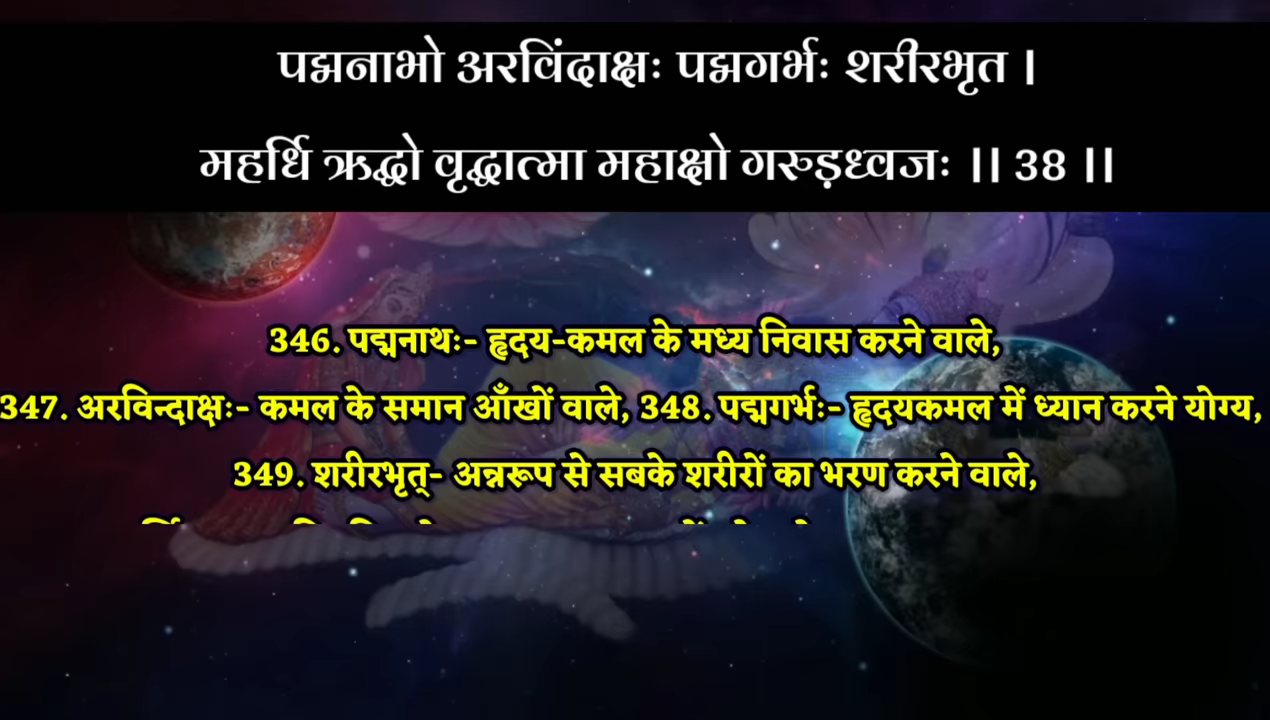 पद्मनाभो अरविंदाक्षः पद्मगर्भः शरीरभृत ।
महर्धि ऋद्धो वृद्धात्मा महाक्षो गरुड़ध्वजः ।। 38 ।।
346. पद्मनाथः- हृदय-कमल के मध्य निवास करने वाले,
347. अरविन्दाक्षः- कमल के समान आँखों वाले, 348. पद्मगर्भः- हृदयकमल में ध्यान करने योग्य,
349. शरीरभृत्- अन्नरूप से सबके शरीरों का भरण करने वाले,